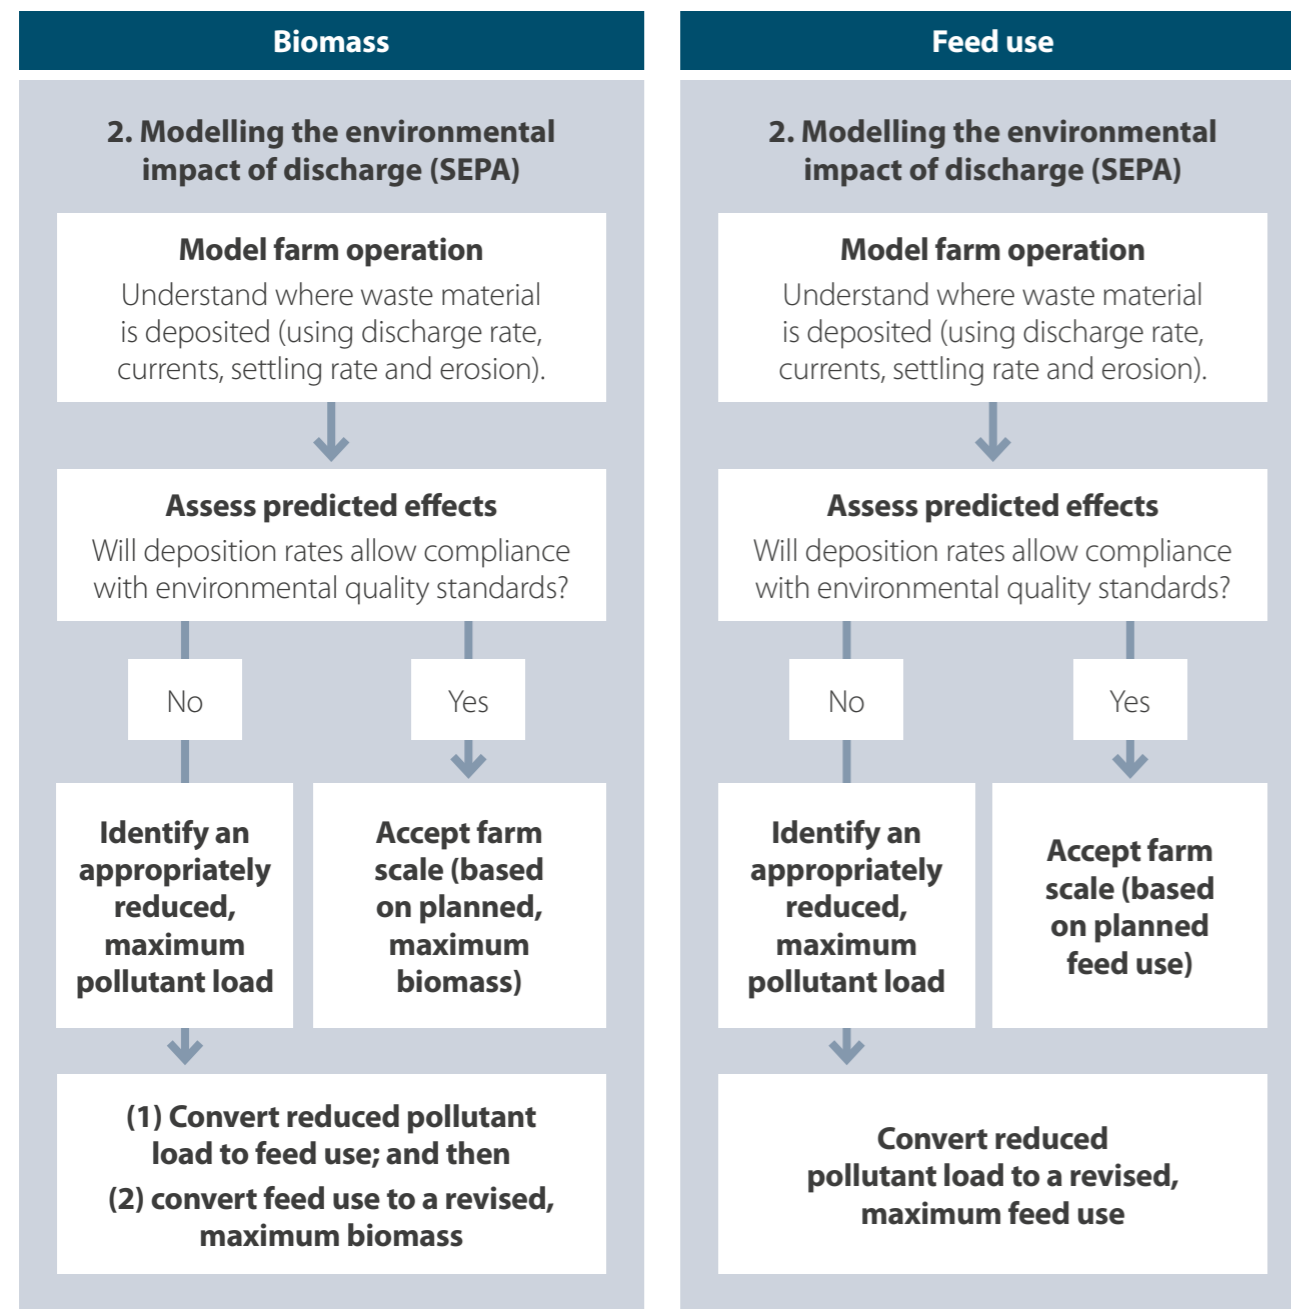 Biomass
2. Modelling the environmental
impact of discharge (SEPA)
Model farm operation
Understand where waste material
is deposited (using discharge rate,
currents, settling rate and erosion).
Assess predicted effects
Will deposition rates allow compliance
with environmental quality standards?
No
Yes
Identify an
appropriately
reduced,
maximum
pollutant load
Accept farm
scale (based
on planned,
maximum
biomass)
(1) Convert reduced pollutant
load to feed use; and then
(2) convert feed use to a revised,
maximum biomass
Feed use
2. Modelling the environmental
impact of discharge (SEPA)
Model farm operation
Understand where waste material
is deposited (using discharge rate,
currents, settling rate and erosion).
Assess predicted effects
Will deposition rates allow compliance
with environmental quality standards?
No
Yes
Identify an
appropriately
reduced,
maximum
pollutant load
Accept farm
scale (based
on planned
feed use)
Convert reduced
pollutant load to a revised,
maximum feed use